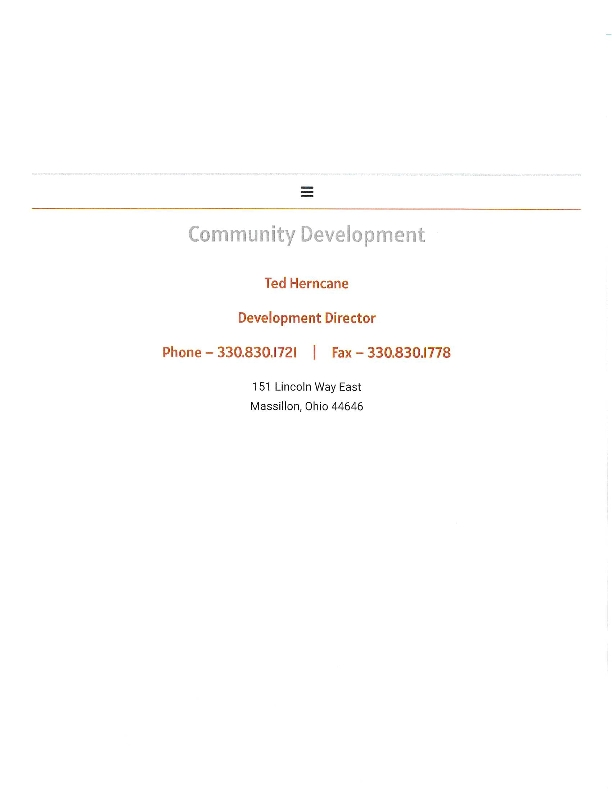 Community Development
Ted Herncane
Development Director
Phone – 330.830.1721 | Fax – 330.830.1778
151 Lincoln Way East
Massillon, Ohio 44646